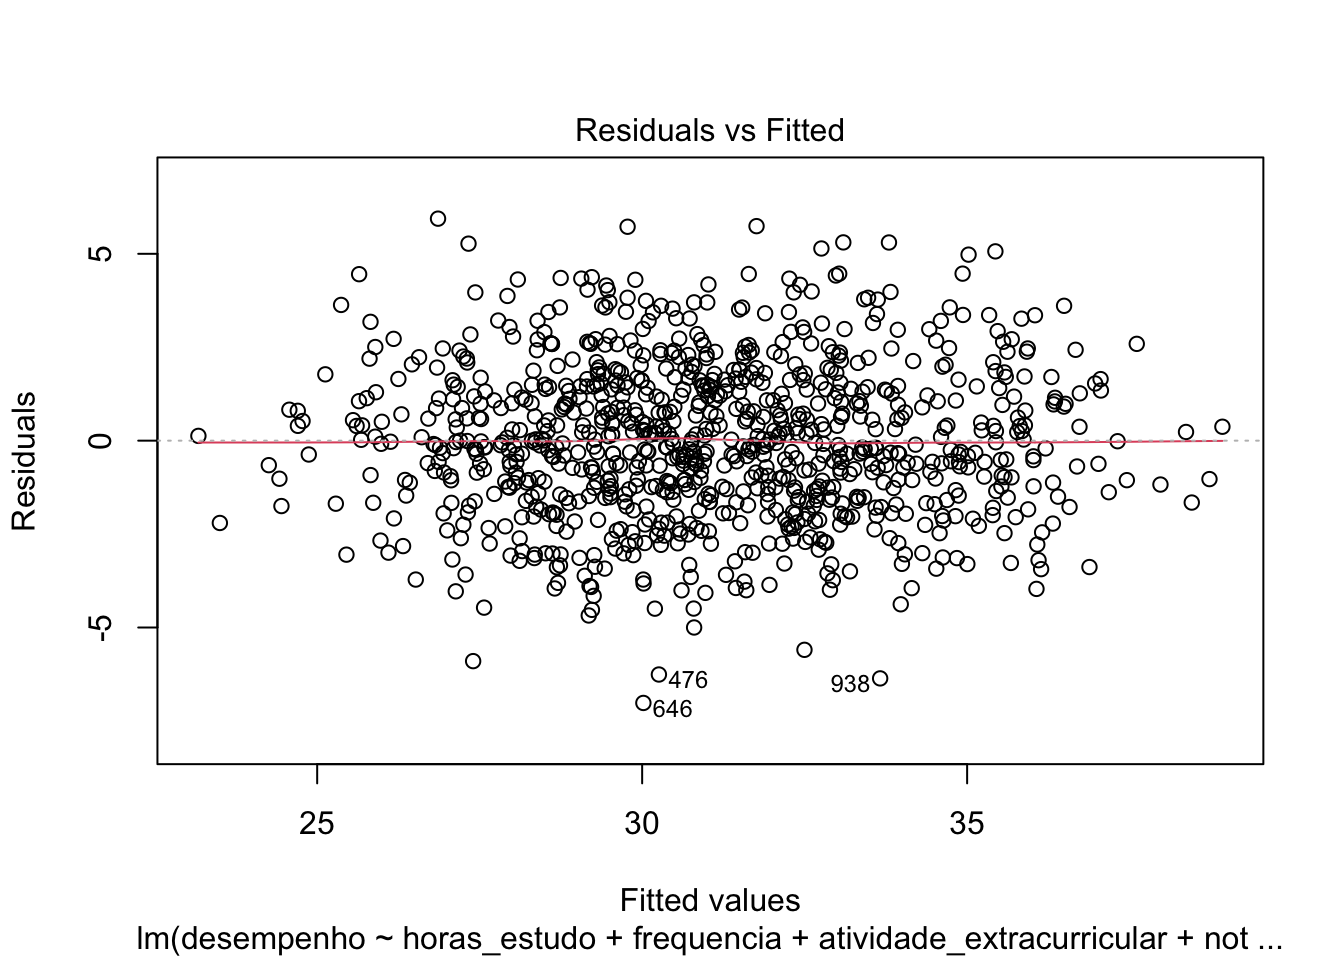 Residuals vs Fitted
Residuals
5
0
-5
476
938
646
25
30
35
Fitted values
lm(desempenho ~ horas_estudo + frequencia + atividade_extracurricular + not ...